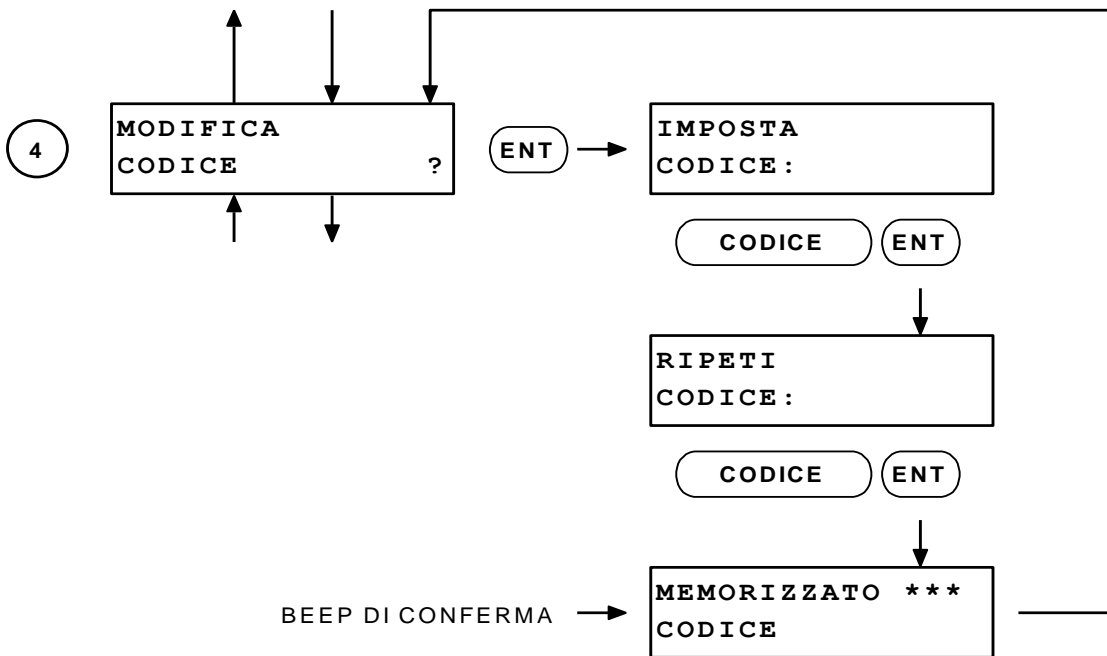 4
MODIFICA
CODICE ?
ENT
IMPOSTA
CODICE:
CODICE ENT
RIPETI
CODICE:
CODICE ENT
BEEP DI CONFERMA
MEMORIZZATO ***
CODICE